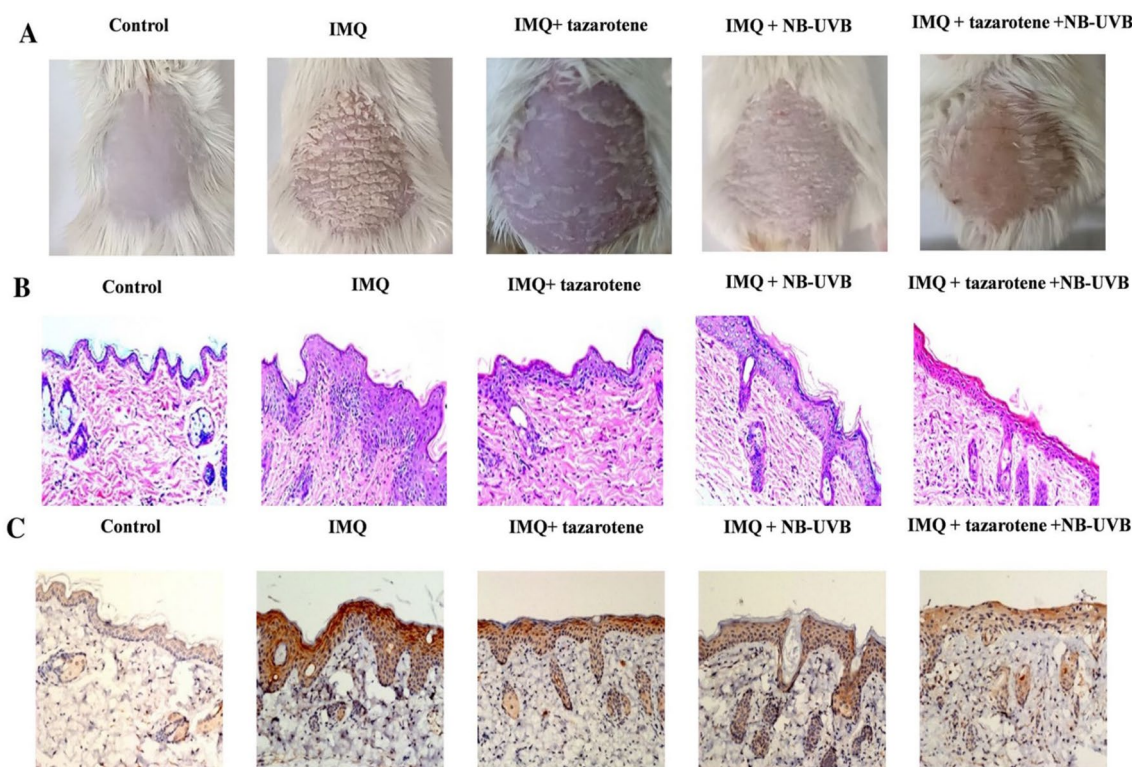 A
Control
IMQ
IMQ+ tazarotene
IMQ + NB-UVB
IMQ + tazarotene +NB-UVB
B
Control
IMQ
IMQ+ tazarotene
IMQ + NB-UVB
IMQ + tazarotene +NB-UVB
C
Control
IMQ
IMQ+ tazarotene
IMQ + NB-UVB
IMQ + tazarotene +NB-UVB